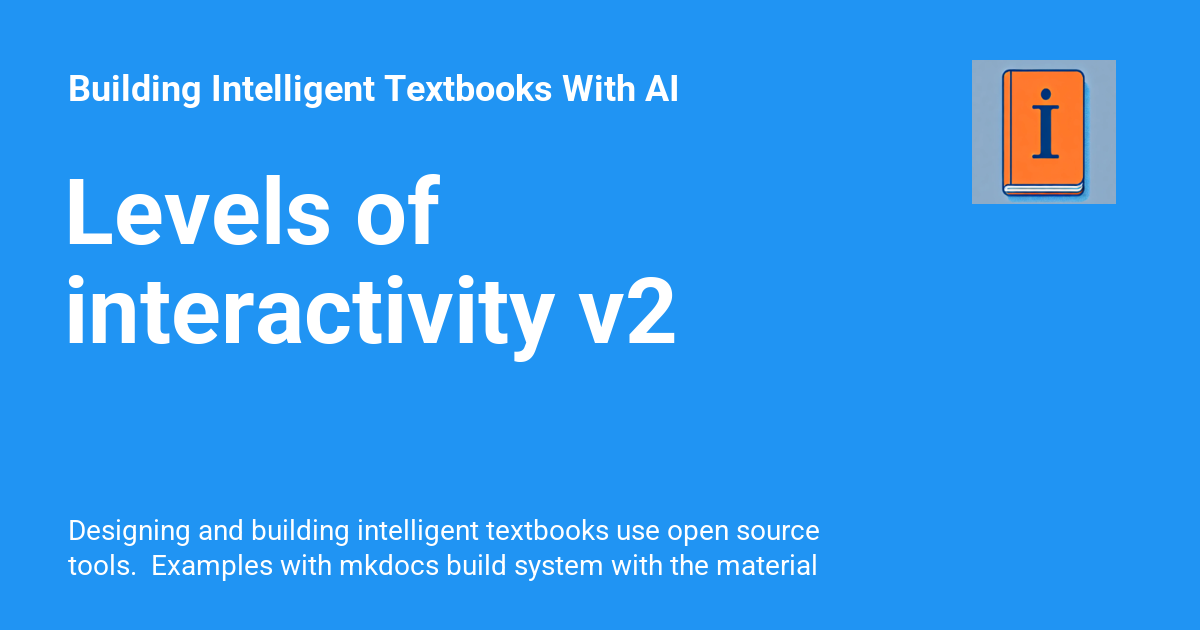 Building Intelligent Textbooks With AI
i
Levels of
interactivity v2
Designing and building intelligent textbooks use open source
tools.  Examples with mkdocs build system with the material